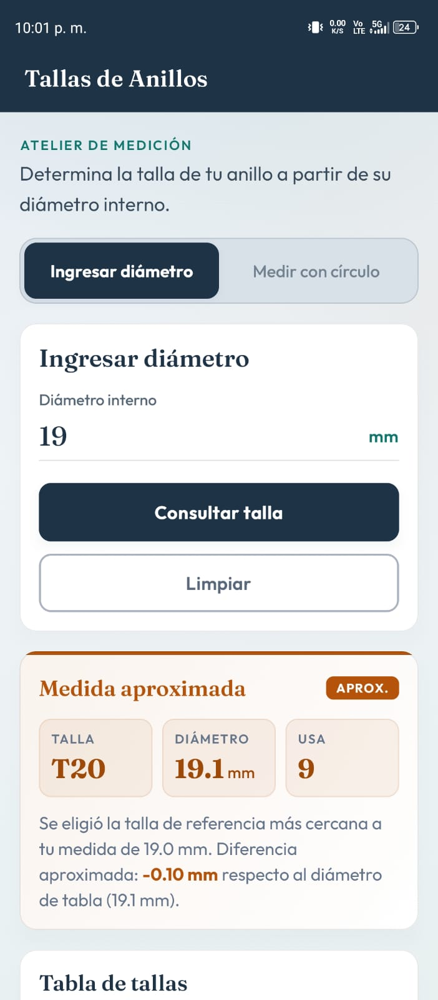 10:01 p. m.
0.00 K/S
Vo LTE
5G
24
Tallas de Anillos
ATELIER DE MEDICIÓN
Determina la talla de tu anillo a partir de su
diámetro interno.
Ingresar diámetro
Medir con círculo
Ingresar diámetro
Diámetro interno
19 mm
Consultar talla
Limpiar
Medida aproximada
APROX.
TALLA
T20
DIÁMETRO
19.1 mm
USA
9
Se eligió la talla de referencia más cercana a
tu medida de 19.0 mm. Diferencia
aproximada: -0.10 mm respecto al diámetro
de tabla (19.1 mm).
Tabla de tallas